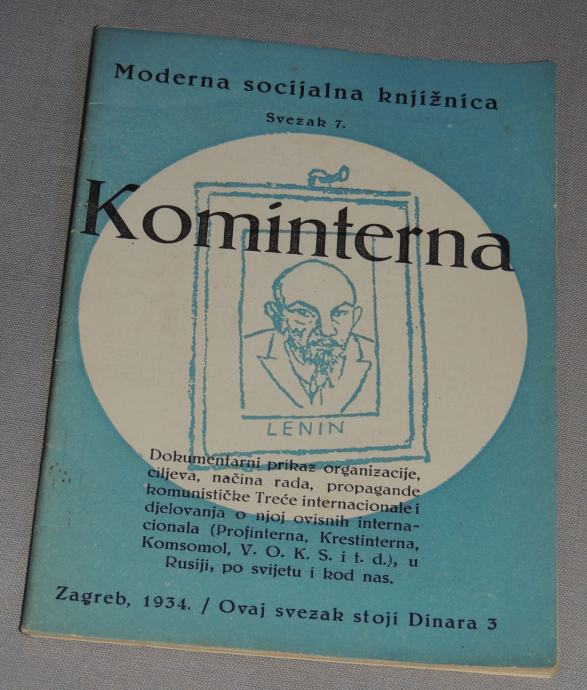 Moderna socijalna knjižnica
Svezak 7.
Kominterna
LENIN
Dokumentarni prikaz organizacije,
ciljeva, načina rada, propagande
komunističke Treće internacionale i
djelovanja o njoj ovisnih interna-
cionala (Profinterna, Krestinterna,
Komsomol, V. O. K. S. i t. d.), u
Rusiji, po svijetu i kod nas.
Zagreb, 1934. / Ovaj svezak stoji Dinara 3